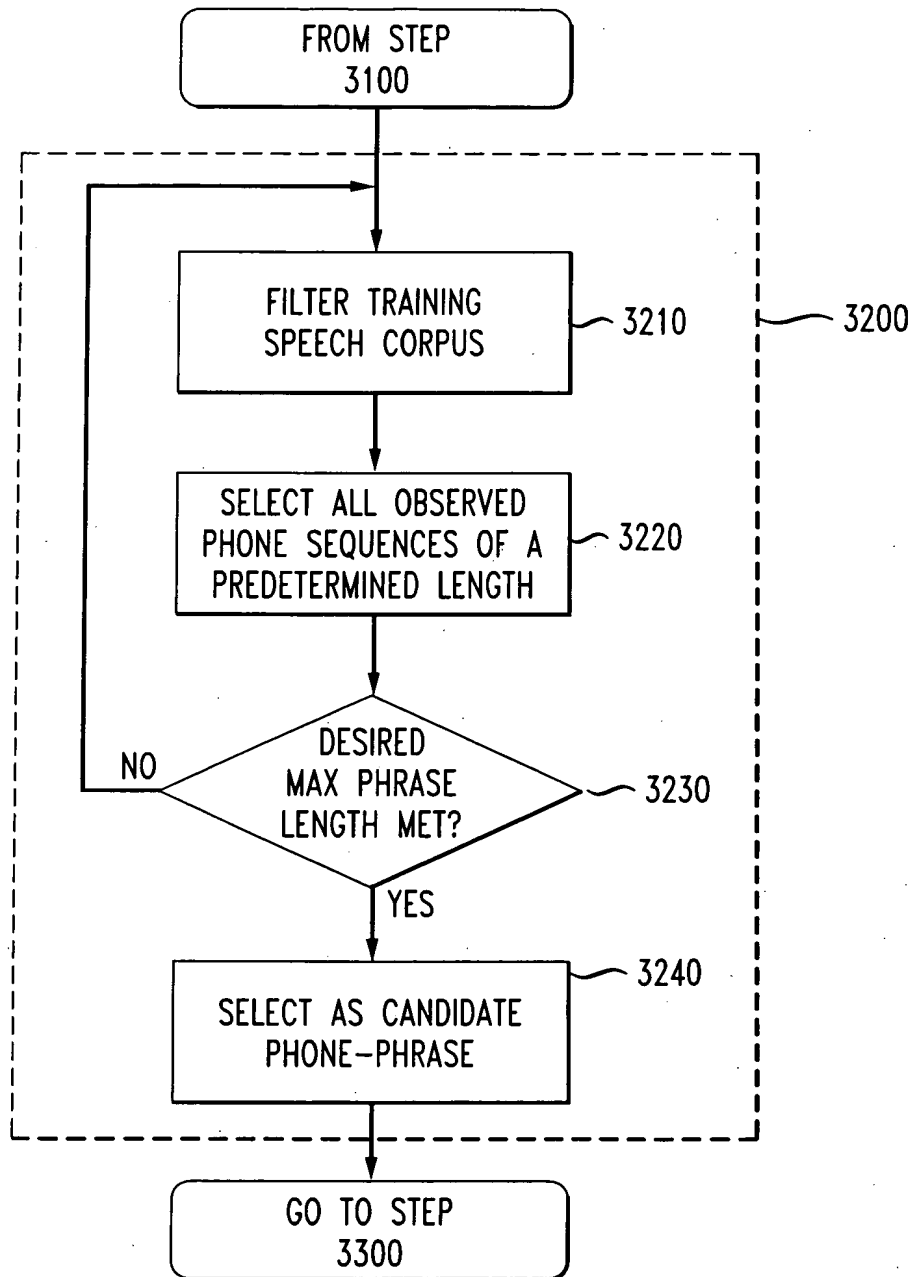 FROM STEP
3100
FILTER TRAINING
SPEECH CORPUS
3210
3200
SELECT ALL OBSERVED
PHONE SEQUENCES OF A
PREDETERMINED LENGTH
3220
DESIRED
MAX PHRASE
LENGTH MET?
NO
3230
YES
3240
SELECT AS CANDIDATE
PHONE-PHRASE
GO TO STEP
3300